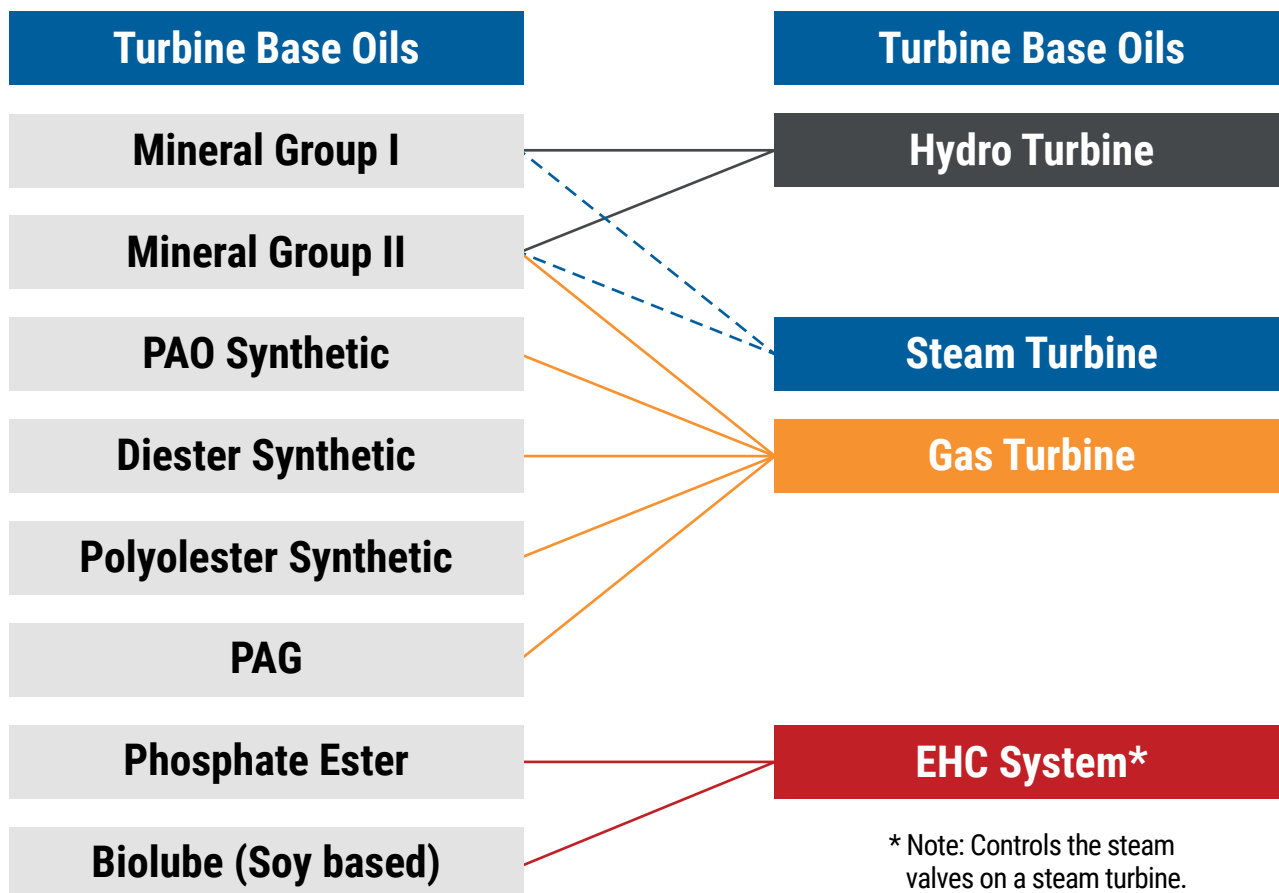 Turbine Base Oils
Mineral Group I
Mineral Group II
PAO Synthetic
Diester Synthetic
Polyolester Synthetic
PAG
Phosphate Ester
Biolube (Soy based)
Turbine Base Oils
Hydro Turbine
Steam Turbine
Gas Turbine
EHC System*
* Note: Controls the steam
valves on a steam turbine.